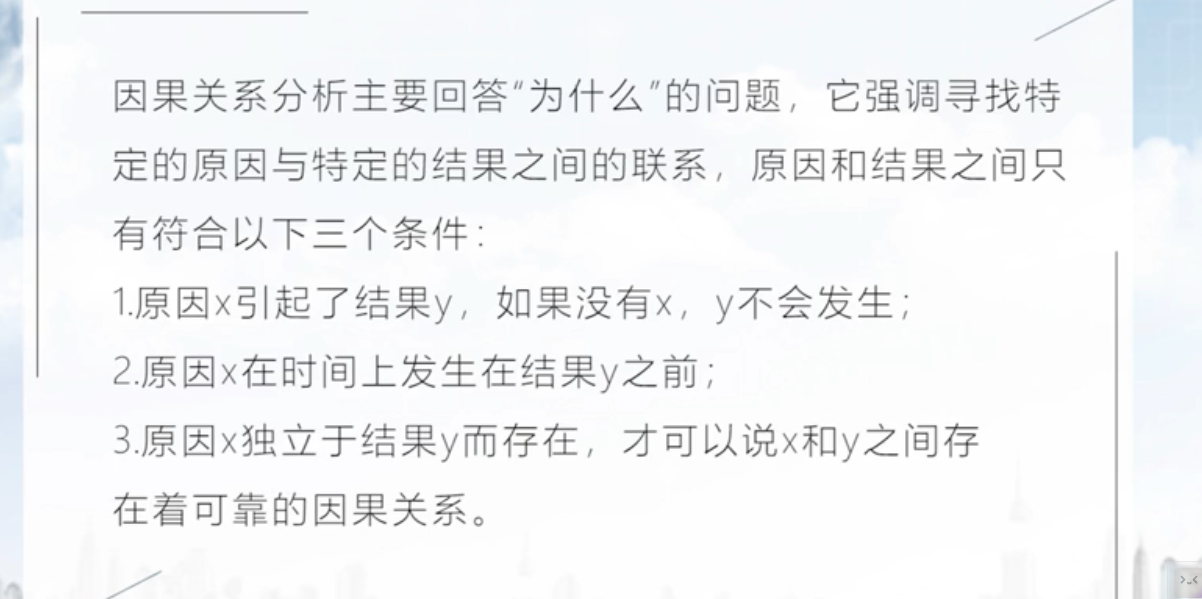 因果关系分析主要回答“为什么”的问题，它强调寻找特
定的原因与特定的结果之间的联系，原因和结果之间只
有符合以下三个条件：
1.原因x引起了结果y，如果没有x，y不会发生；
2.原因x在时间上发生在结果y之前；
3.原因x独立于结果y而存在，才可以说x和y之间存
在着可靠的因果关系。